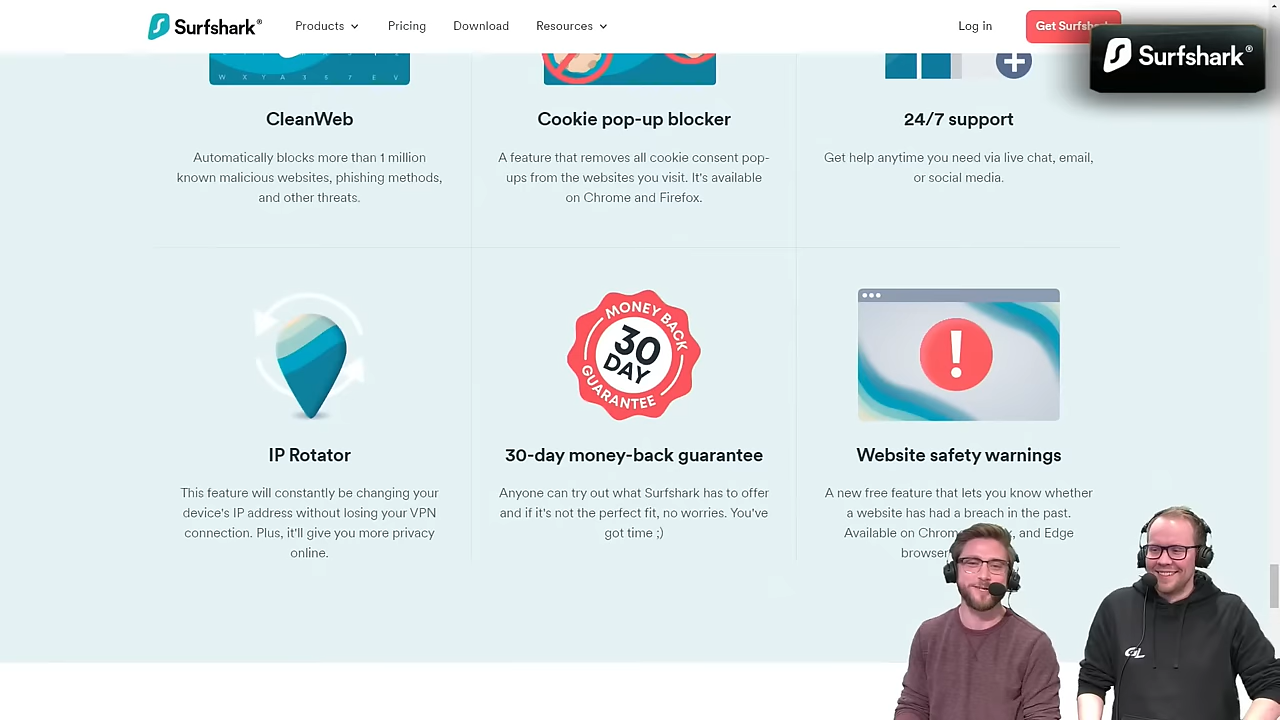 Surfshark®
Products
Pricing
Download
Resources
Log in
Get Surfsh
Surfshark®
W X Y A 3 5 7 E V
CleanWeb
Automatically blocks more than 1 million
known malicious websites, phishing methods,
and other threats.
Cookie pop-up blocker
A feature that removes all cookie consent pop-
ups from the websites you visit. It's available
on Chrome and Firefox.
24/7 support
Get help anytime you need via live chat, email,
or social media.
IP Rotator
This feature will constantly be changing your
device's IP address without losing your VPN
connection. Plus, it'll give you more privacy
online.
MONEY BACK
30
DAY
GUARANTEE
30-day money-back guarantee
Anyone can try out what Surfshark has to offer
and if it's not the perfect fit, no worries. You've
got time ;)
!
Website safety warnings
A new free feature that lets you know whether
a website has had a breach in the past.
Available on Chrom x, and Edge
browser